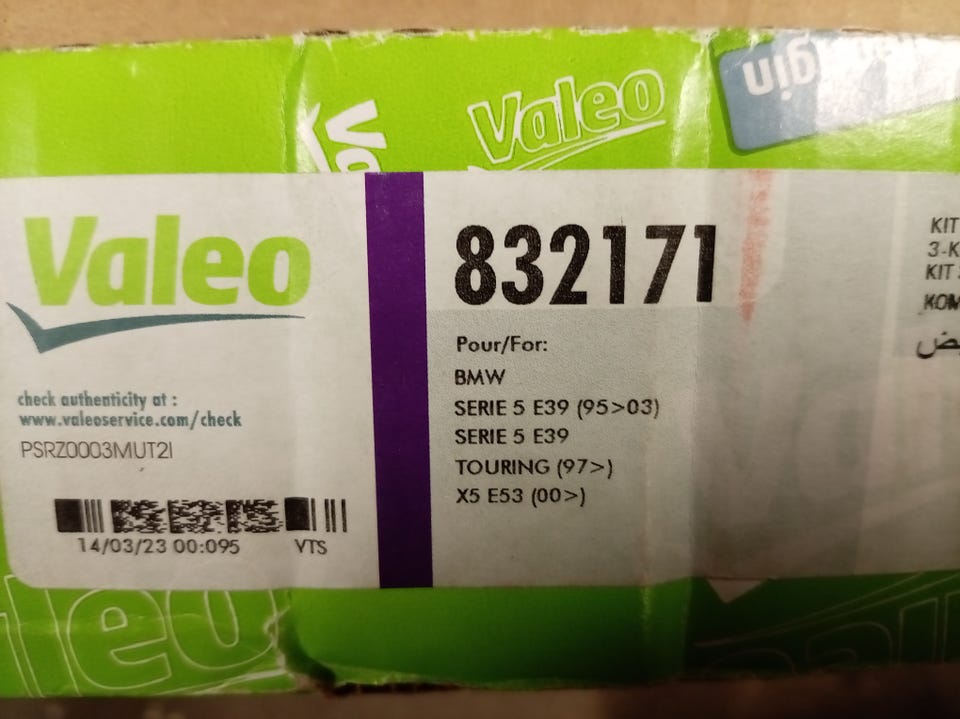 Valeo
Valeo
check authenticity at :
www.valeoservice.com/check
PSRZ0003MUT2I
14/03/23 00:095
VTS
832171
Pour/For:
BMW
SERIE 5 E39 (95>03)
SERIE 5 E39
TOURING (97>)
X5 E53 (00>)
KIT
3-K
KIT
KOM